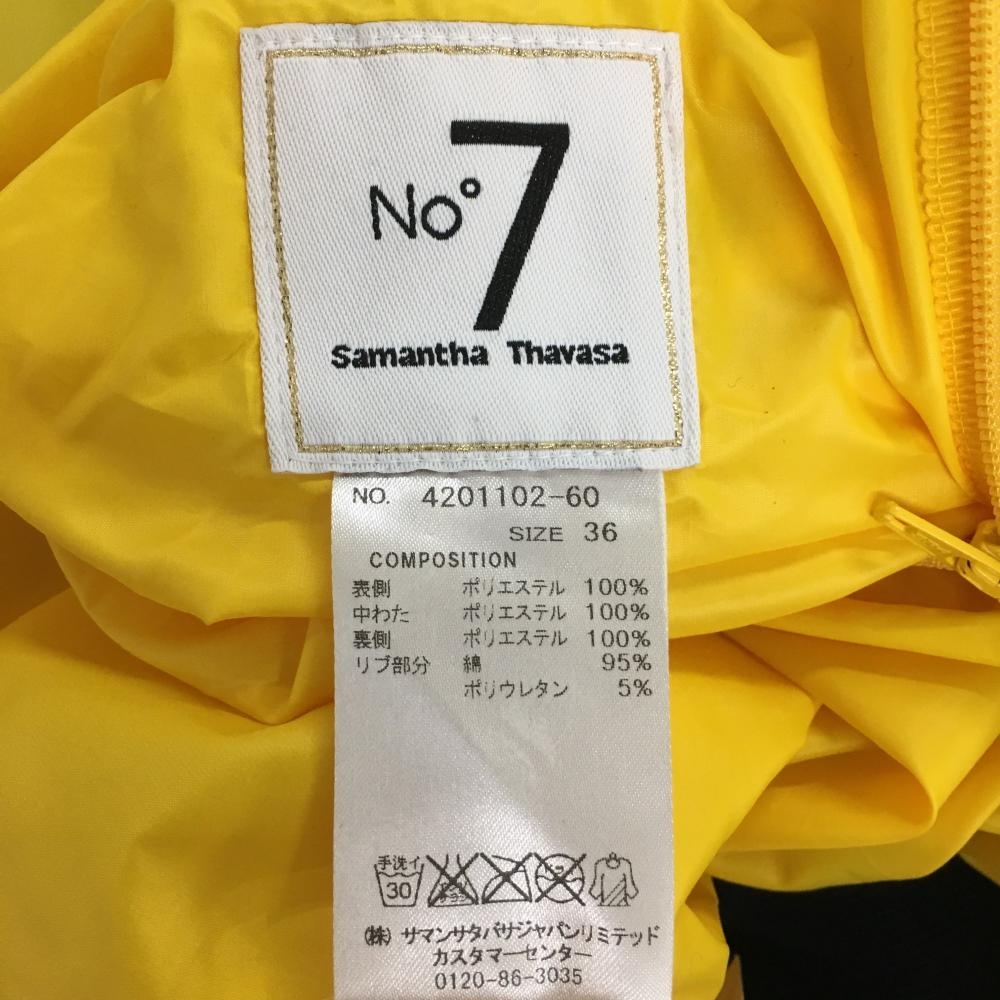 No° 7
Samantha Thavasa
NO. 4201102-60
SIZE 36
COMPOSITION
表側 ポリエステル 100%
中わた ポリエステル 100%
裏側 ポリエステル 100%
リブ部分 綿 95%
ポリウレタン 5%
手洗イ
30
(株) サマンサタバサジャパンリミテッド
カスタマーセンター
0120-86-3035